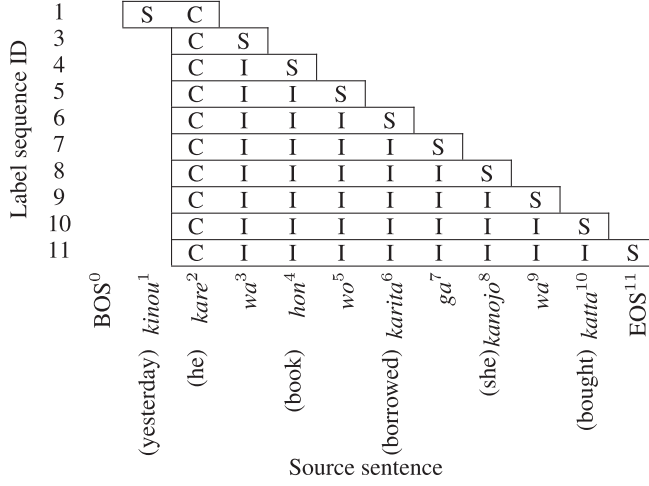 Label sequence ID
1 S C
3 C S
4 C I S
5 C I I S
6 C I I I S
7 C I I I I S
8 C I I I I I S
9 C I I I I I I S
10 C I I I I I I I S
11 C I I I I I I I I S
BOS⁰
(yesterday) kinou¹
(he) kare²
wa³
(book) hon⁴
wo⁵
(borrowed) karita⁶
ga⁷
(she) kanojo⁸
wa⁹
(bought) katta¹⁰
EOS¹¹
Source sentence